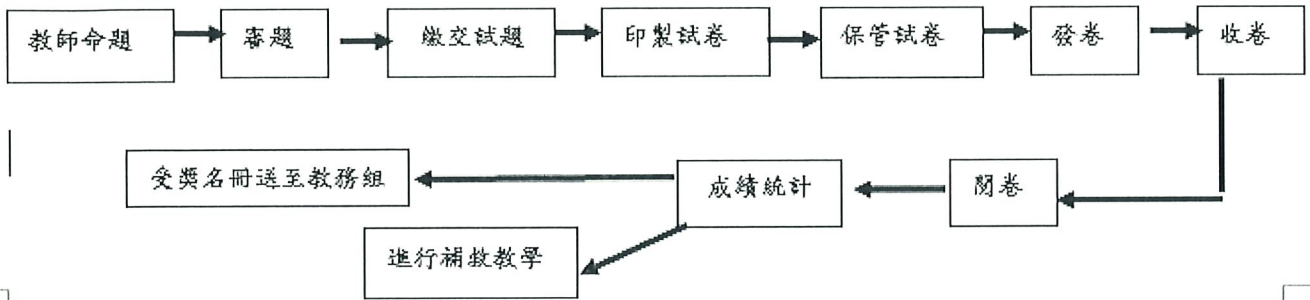 教師命題
審題
繳交試題
印製試卷
保管試卷
發卷
收卷
閱卷
成績統計
受獎名冊送至教務組
進行補救教學